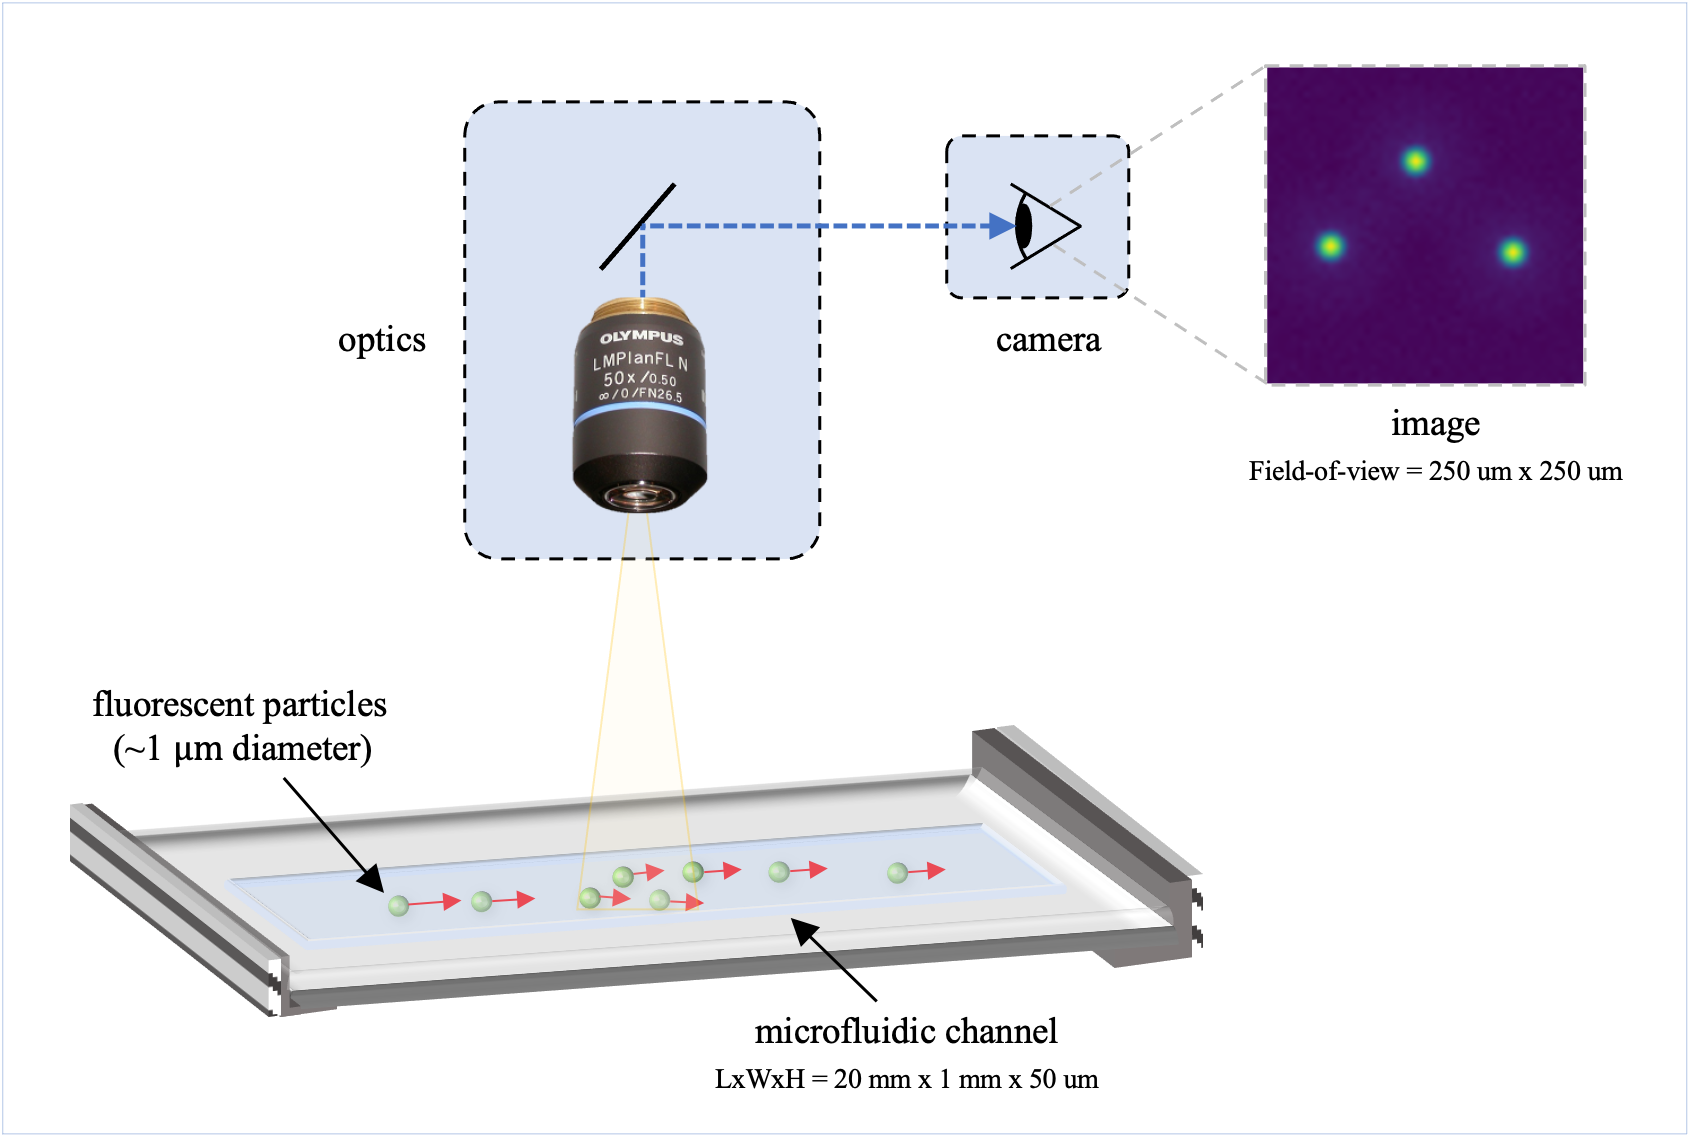 optics
OLYMPUS
LMPlanFL N
50x/0.50
∞/0/FN26.5
camera
image
Field-of-view = 250 um x 250 um
fluorescent particles
(~1 μm diameter)
microfluidic channel
LxWxH = 20 mm x 1 mm x 50 um